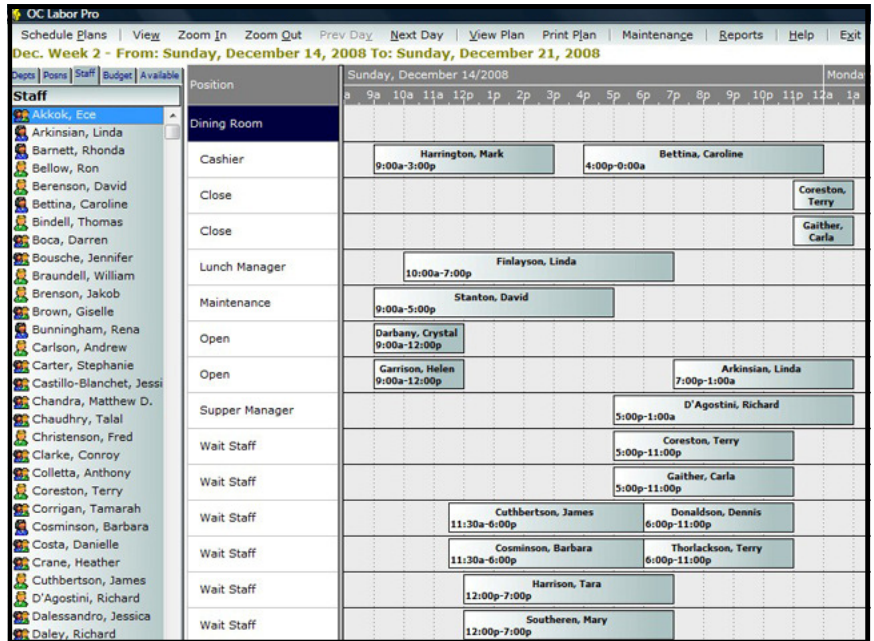 OC Labor Pro
Schedule Plans | View Zoom In Zoom Out Prev Day Next Day | View Plan Print Plan | Maintenance | Reports | Help | Exit
Dec. Week 2 - From: Sunday, December 14, 2008 To: Sunday, December 21, 2008
Depts Posns Staff Budget Available
Staff
Akkok, Ece
Arkinsian, Linda
Barnett, Rhonda
Bellow, Ron
Berenson, David
Bettina, Caroline
Bindell, Thomas
Boca, Darren
Bousche, Jennifer
Braundell, William
Brenson, Jakob
Brown, Giselle
Bunningham, Rena
Carlson, Andrew
Carter, Stephanie
Castillo-Blanchet, Jessi
Chandra, Matthew D.
Chaudhry, Talal
Christenson, Fred
Clarke, Conroy
Colletta, Anthony
Coreston, Terry
Corrigan, Tamarah
Cosminson, Barbara
Costa, Danielle
Crane, Heather
Cuthbertson, James
D'Agostini, Richard
Dalessandro, Jessica
Daley, Richard
Position
Sunday, December 14/2008 Monda
a 9a 10a 11a 12p 1p 2p 3p 4p 5p 6p 7p 8p 9p 10p 11p 12a 1a
Dining Room
Cashier
Harrington, Mark
9:00a-3:00p
Bettina, Caroline
4:00p-0:00a
Close
Coreston,
Terry
Close
Gaither,
Carla
Lunch Manager
Finlayson, Linda
10:00a-7:00p
Maintenance
Stanton, David
9:00a-5:00p
Open
Darbany, Crystal
9:00a-12:00p
Open
Garrison, Helen
9:00a-12:00p
Arkinsian, Linda
7:00p-1:00a
Supper Manager
D'Agostini, Richard
5:00p-1:00a
Wait Staff
Coreston, Terry
5:00p-11:00p
Wait Staff
Gaither, Carla
5:00p-11:00p
Wait Staff
Cuthbertson, James
11:30a-6:00p
Donaldson, Dennis
6:00p-11:00p
Wait Staff
Cosminson, Barbara
11:30a-6:00p
Thorlackson, Terry
6:00p-11:00p
Wait Staff
Harrison, Tara
12:00p-7:00p
Wait Staff
Southeren, Mary
12:00p-7:00p